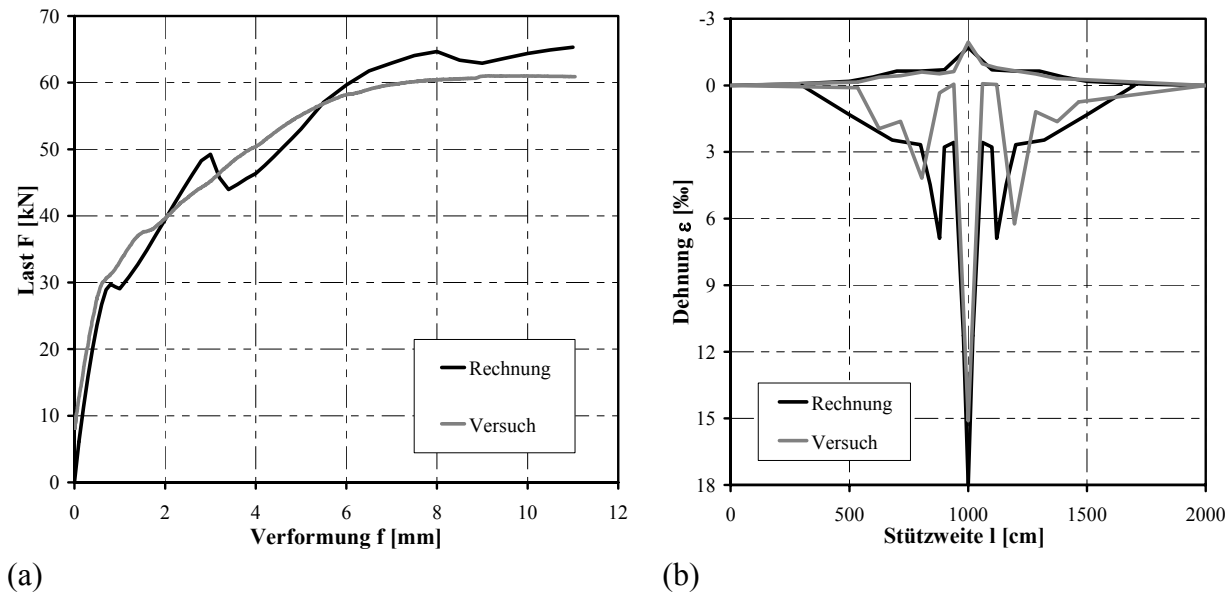 70
60
50
40
30
20
10
0
Last F [kN]
0 2 4 6 8 10 12
Verformung f [mm]
Rechnung
Versuch
(a)
-3
0
3
6
9
12
15
18
Dehnung ε [‰]
0 500 1000 1500 2000
Stützweite l [cm]
Rechnung
Versuch
(b)